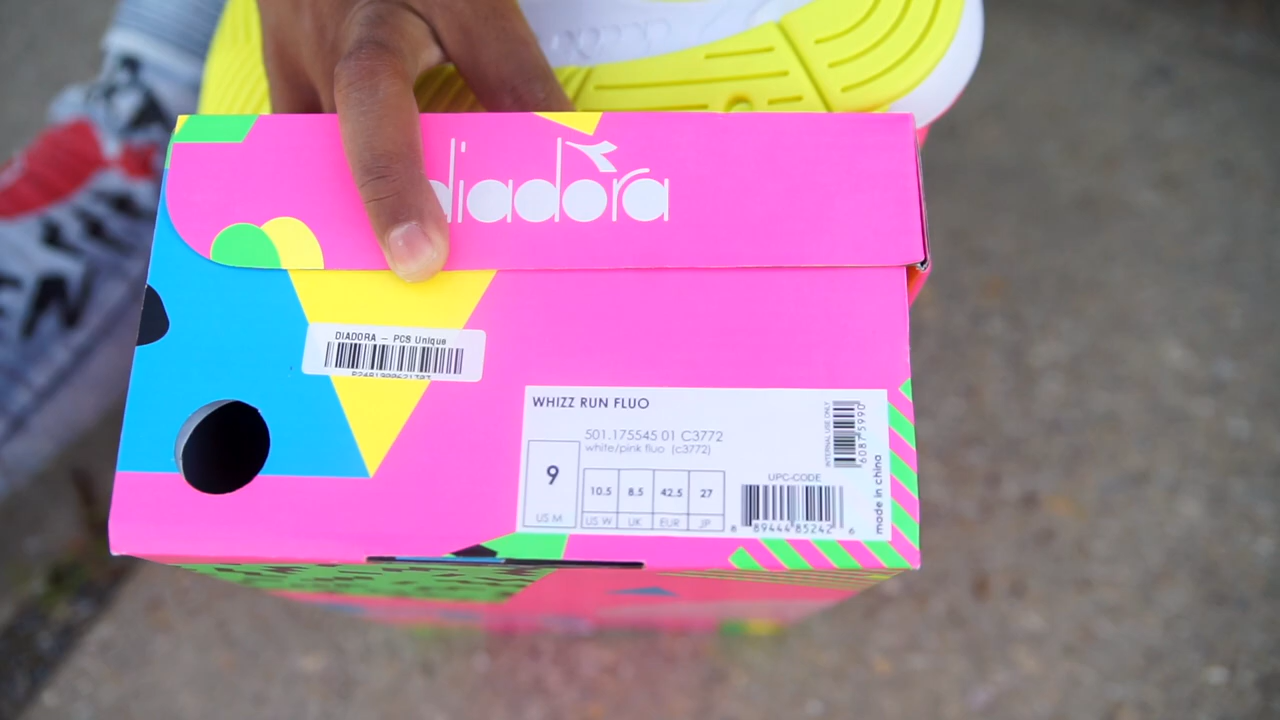 diadora
DIADORA – PCS Unique
WHIZZ RUN FLUO
501.175545 01 C3772
white/pink fluo (c3772)
9
US M
10.5 8.5 42.5 27
US W UK EUR JP
UPC-CODE
8 89444 85242 6
INTERNAL USE ONLY
6087 5990
made in china